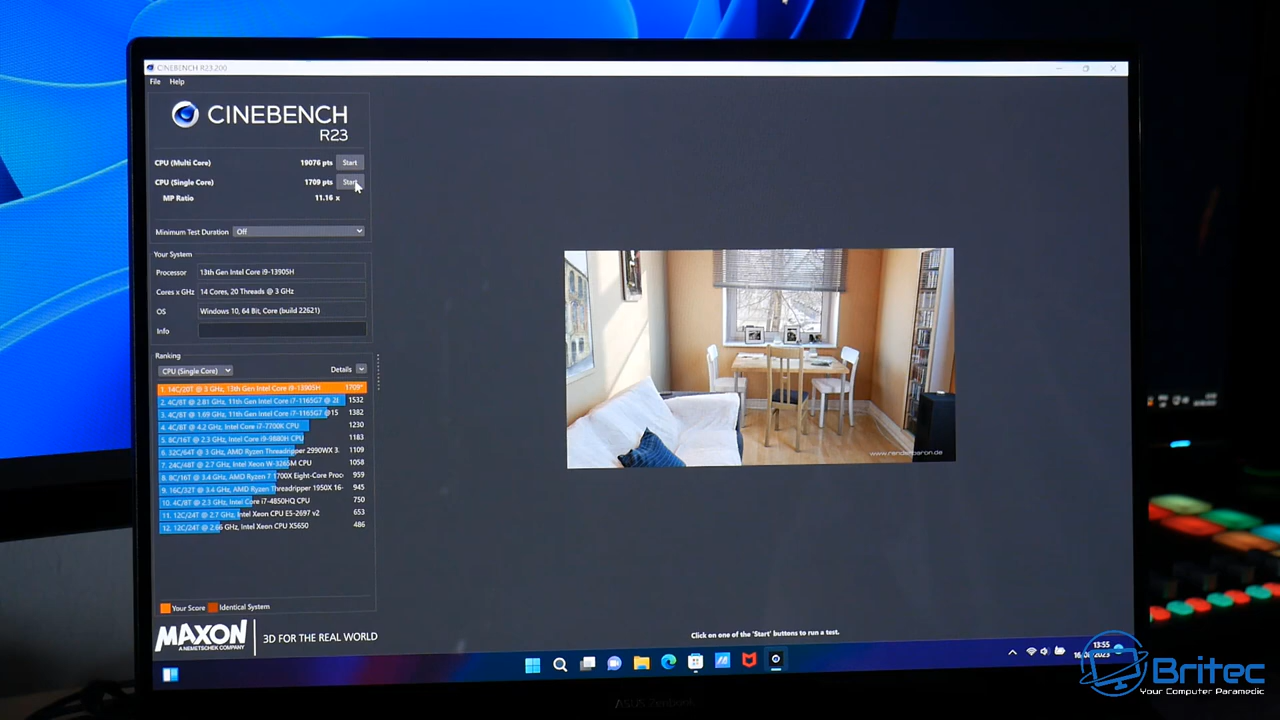 CINEBENCH R23.200
File Help
CINEBENCH
R23
CPU (Multi Core) 19076 pts Start
CPU (Single Core) 1709 pts Start
MP Ratio 11.16 x
Minimum Test Duration Off
Your System
Processor 13th Gen Intel Core i9-13905H
Cores x GHz 14 Cores, 20 Threads @ 3 GHz
OS Windows 10, 64 Bit, Core (build 22621)
Info
Ranking
CPU (Single Core) Details
1. 14C/20T @ 3 GHz, 13th Gen Intel Core i9-13905H 1709*
2. 4C/8T @ 2.81 GHz, 11th Gen Intel Core i7-1165G7 @ 28 1532
3. 4C/8T @ 1.69 GHz, 11th Gen Intel Core i7-1165G7 @15 1382
4. 4C/8T @ 4.2 GHz, Intel Core i7-7700K CPU 1230
5. 8C/16T @ 2.3 GHz, Intel Core i9-9880H CPU 1183
6. 32C/64T @ 3 GHz, AMD Ryzen Threadripper 2990WX 3. 1109
7. 24C/48T @ 2.7 GHz, Intel Xeon W-3265M CPU 1058
8. 8C/16T @ 3.4 GHz, AMD Ryzen 7 1700X Eight-Core Proc 959
9. 16C/32T @ 3.4 GHz, AMD Ryzen Threadripper 1950X 16- 945
10. 4C/8T @ 2.3 GHz, Intel Core i7-4850HQ CPU 750
11. 12C/24T @ 2.7 GHz, Intel Xeon CPU E5-2697 v2 653
12. 12C/24T @ 2.66 GHz, Intel Xeon CPU X5650 486
Your Score Identical System
MAXON
A NEMETSCHEK COMPANY
3D FOR THE REAL WORLD
www.renderbaron.de
Click on one of the 'Start' buttons to run a test.
13:55
ASUS Zenbook
Britec
Your Computer Paramedic